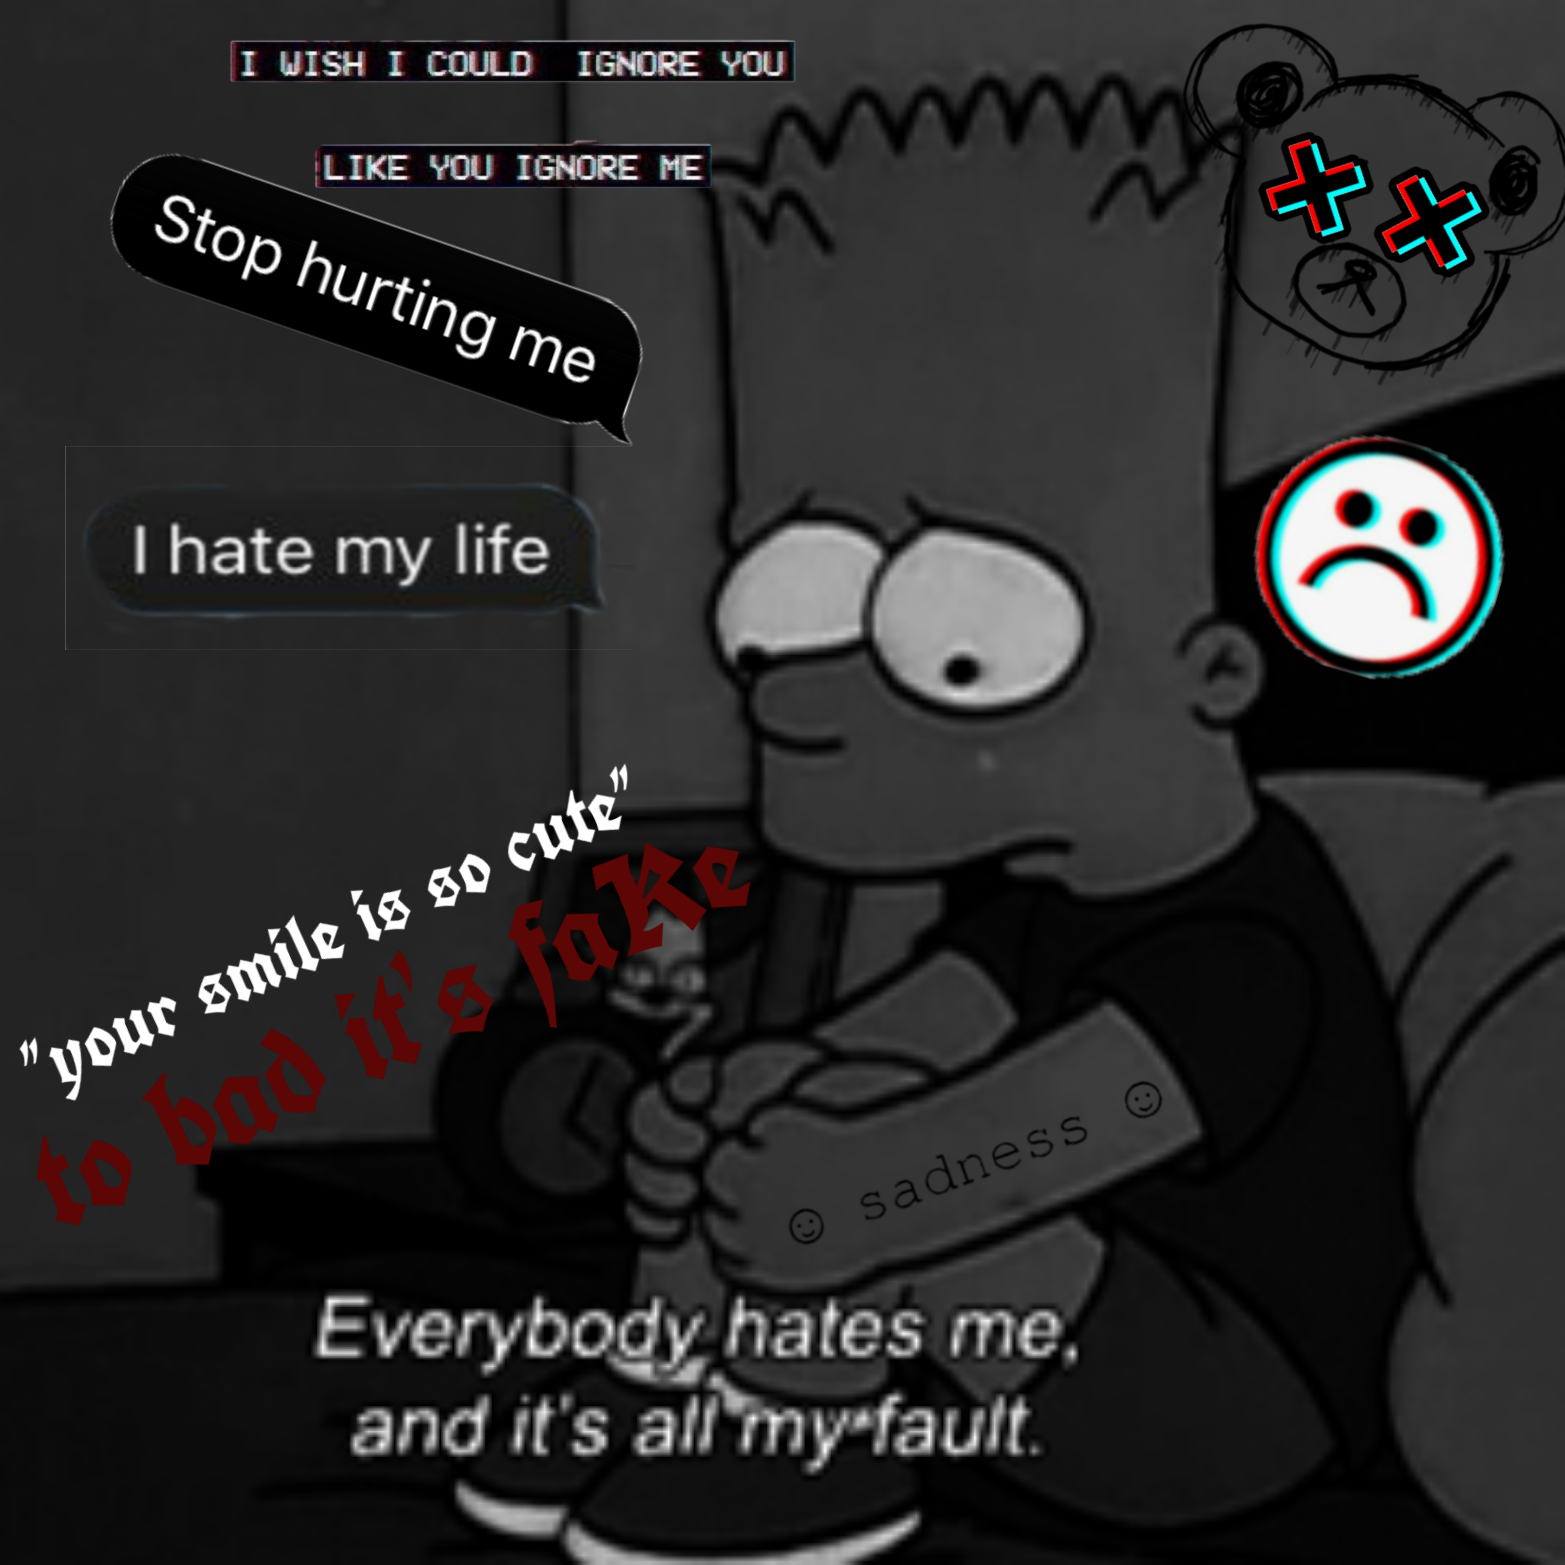 I WISH I COULD IGNORE YOU
LIKE YOU IGNORE ME
Stop hurting me
I hate my life
"your smile is so cute"
to bad it's faKe
☺ sadness ☺
Everybody hates me,
and it's all my fault.